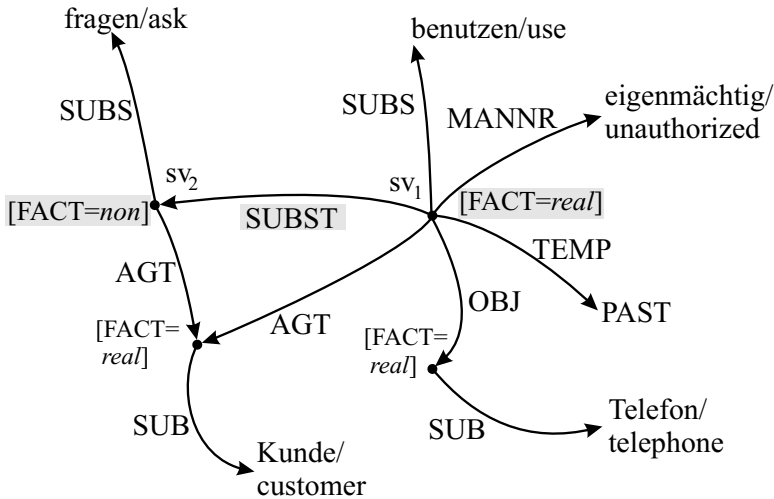 fragen/ask
benutzen/use
SUBS
SUBS
MANNR
eigenmächtig/
unauthorized
sv2
sv1
[FACT=non]
SUBST
[FACT=real]
TEMP
AGT
OBJ
PAST
AGT
[FACT=
real]
[FACT=
real]
SUB
SUB
Telefon/
telephone
Kunde/
customer